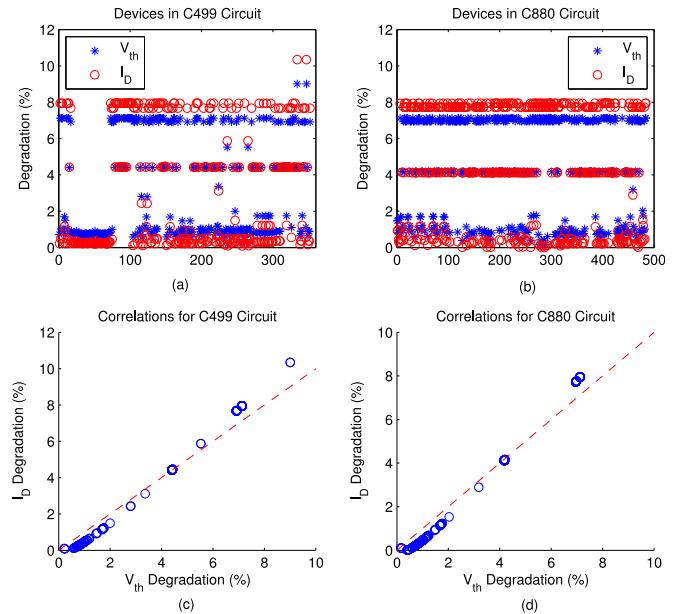 Devices in C499 Circuit
V_th
I_D
Degradation (%)
12
10
8
6
4
2
0
0
100
200
300
(a)
Devices in C880 Circuit
V_th
I_D
Degradation (%)
12
10
8
6
4
2
0
0
100
200
300
400
500
(b)
Correlations for C499 Circuit
I_D Degradation (%)
12
10
8
6
4
2
0
0
2
4
6
8
10
V_th Degradation (%)
(c)
Correlations for C880 Circuit
I_D Degradation (%)
10
8
6
4
2
0
0
2
4
6
8
10
V_th Degradation (%)
(d)